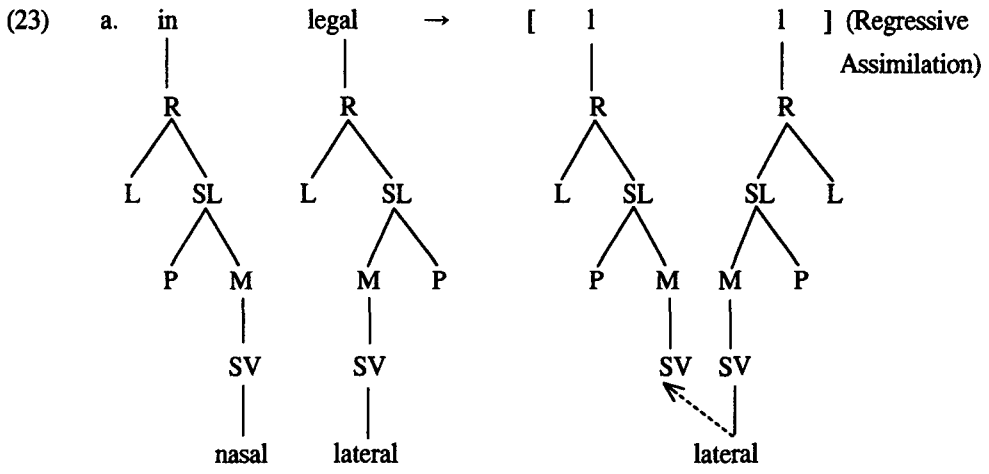 (23) a. in legal → [ l l ] (Regressive
Assimilation)
R R R R
L SL L SL L SL SL L
P M M P P M M P
SV SV SV SV
nasal lateral lateral